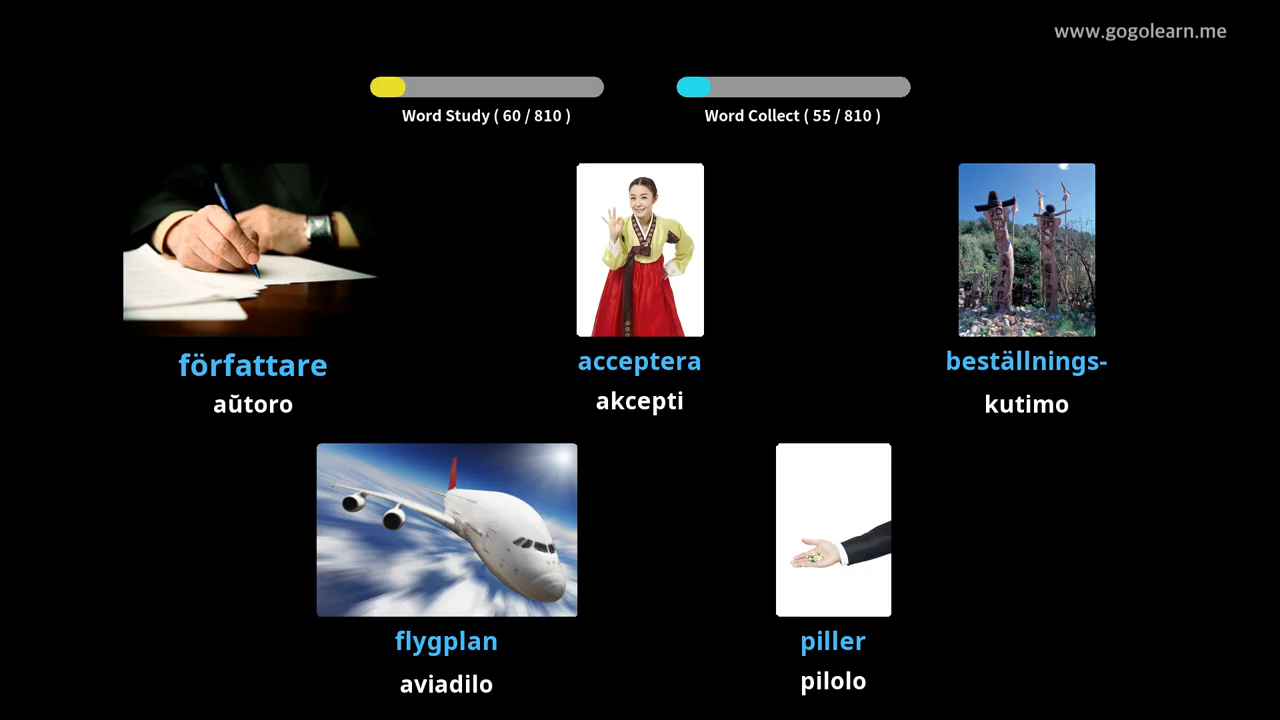 www.gogolearn.me
Word Study ( 60 / 810 )
Word Collect ( 55 / 810 )
författare
acceptera
beställnings-
aŭtoro
akcepti
kutimo
flygplan
piller
aviadilo
pilolo